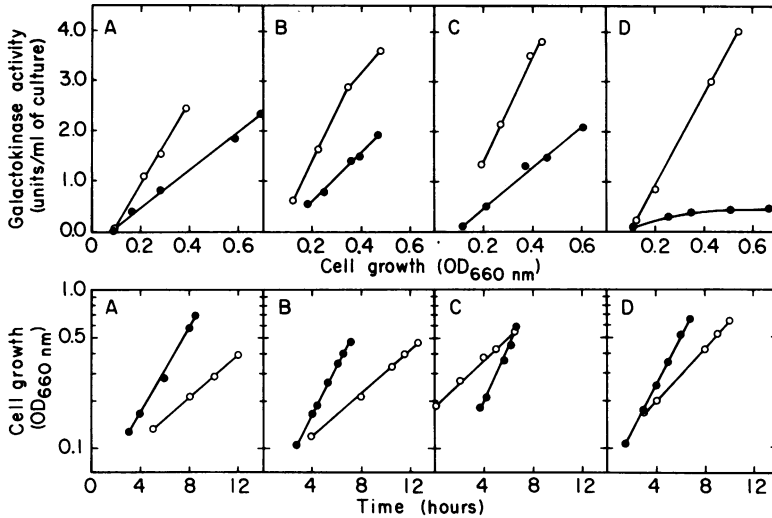 Galactokinase activity
(units/ml of culture)
4.0
3.0
2.0
1.0
0.0
A
B
C
D
0 0.2 0.4 0.6 0.2 0.4 0.6 0.2 0.4 0.6 0 0.2 0.4 0.6
Cell growth (OD660 nm)
Cell growth
(OD660 nm)
1.0
0.5
0.1
A
B
C
D
0 4 8 12 4 8 12 4 8 12 0 4 8 12
Time (hours)